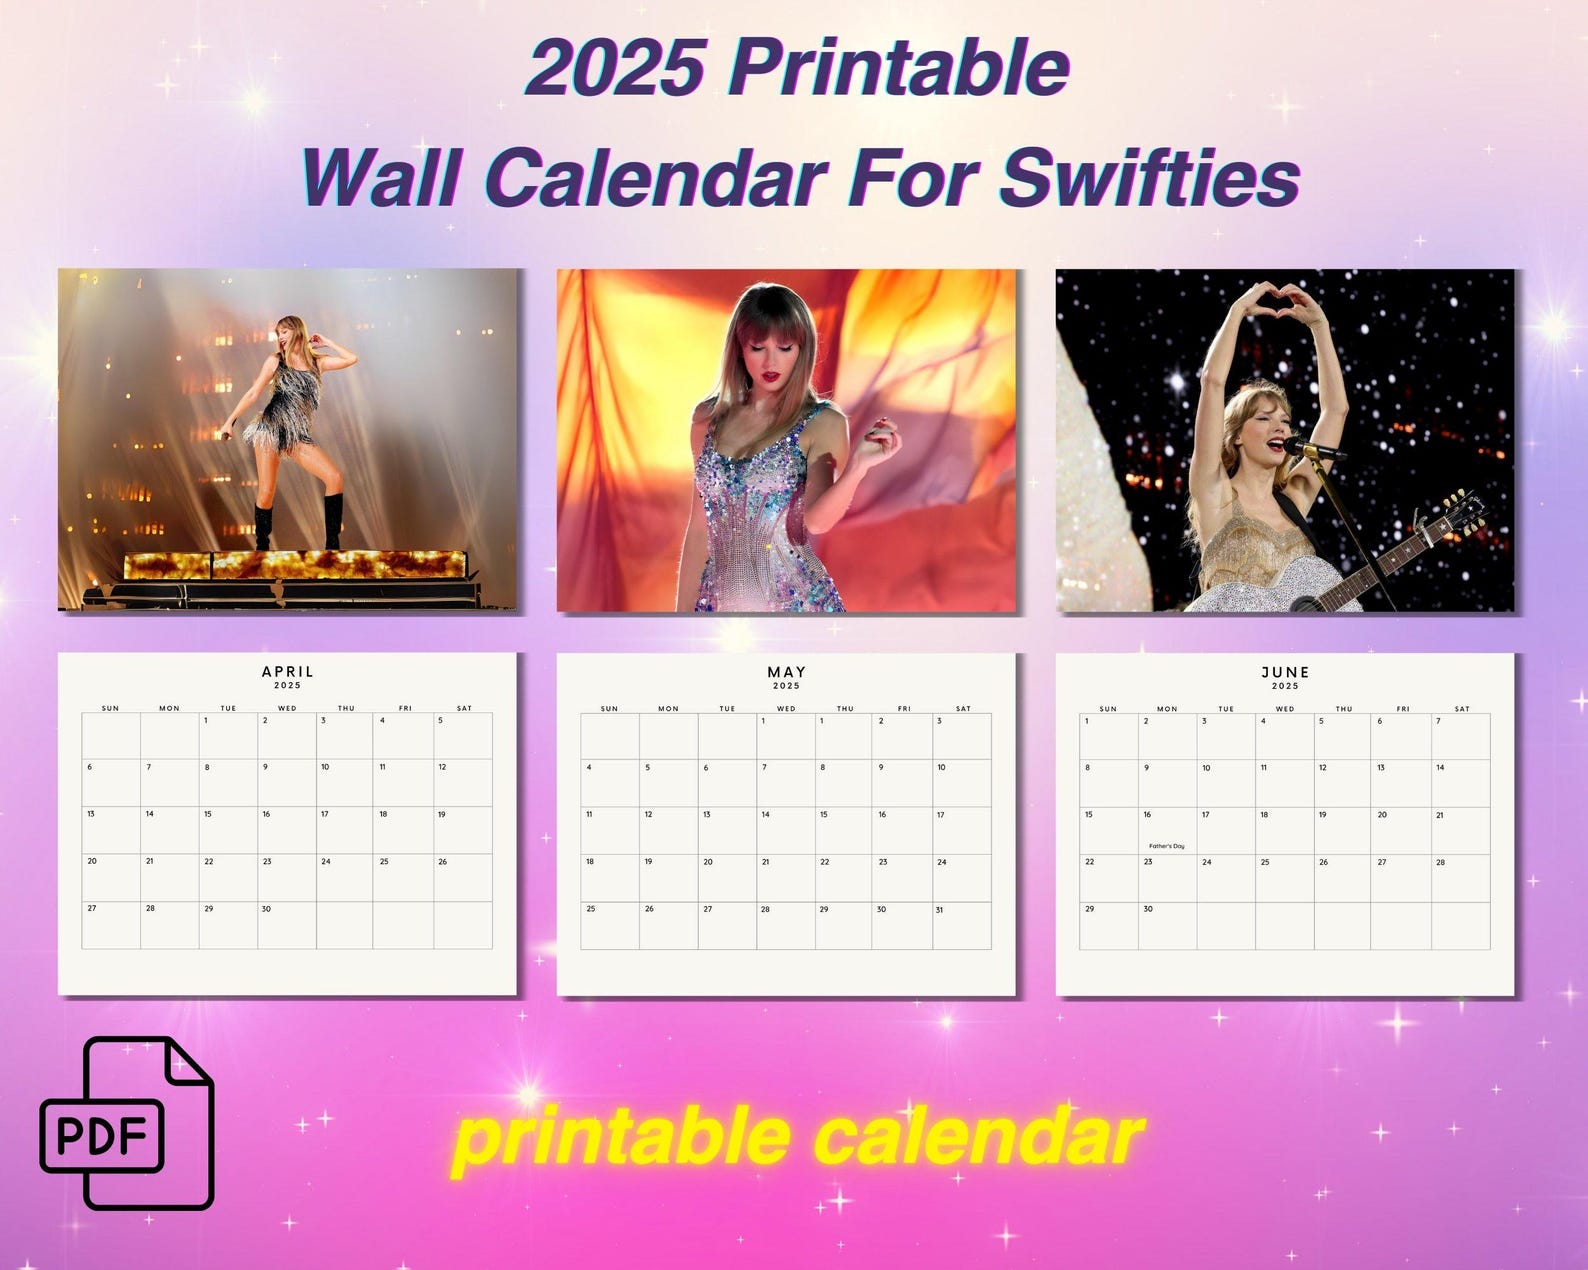 2025 Printable
Wall Calendar For Swifties
APRIL
2025
SUN MON TUE WED THU FRI SAT
1 2 3 4 5
6 7 8 9 10 11 12
13 14 15 16 17 18 19
20 21 22 23 24 25 26
27 28 29 30
MAY
2025
SUN MON TUE WED THU FRI SAT
1 1 2 3
4 5 6 7 8 9 10
11 12 13 14 15 16 17
18 19 20 21 22 23 24
25 26 27 28 29 30 31
JUNE
2025
SUN MON TUE WED THU FRI SAT
1 2 3 4 5 6 7
8 9 10 11 12 13 14
15 16 17 18 19 20 21
Father's Day
22 23 24 25 26 27 28
29 30
PDF
printable calendar